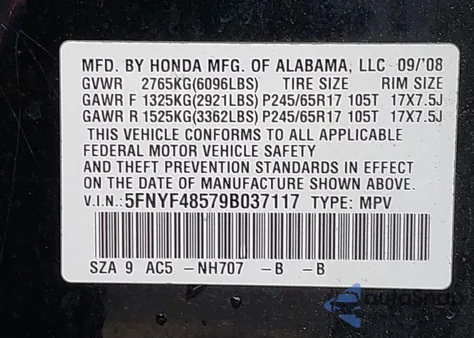 MFD. BY HONDA MFG. OF ALABAMA, LLC 09/'08
GVWR 2765KG(6096LBS) TIRE SIZE RIM SIZE
GAWR F 1325KG(2921LBS) P245/65R17 105T 17X7.5J
GAWR R 1525KG(3362LBS) P245/65R17 105T 17X7.5J
THIS VEHICLE CONFORMS TO ALL APPLICABLE
FEDERAL MOTOR VEHICLE SAFETY
AND THEFT PREVENTION STANDARDS IN EFFECT
ON THE DATE OF MANUFACTURE SHOWN ABOVE.
V.I.N.: 5FNYF48579B037117 TYPE: MPV
SZA 9 AC5 -NH707 -B -B
AutoSnap